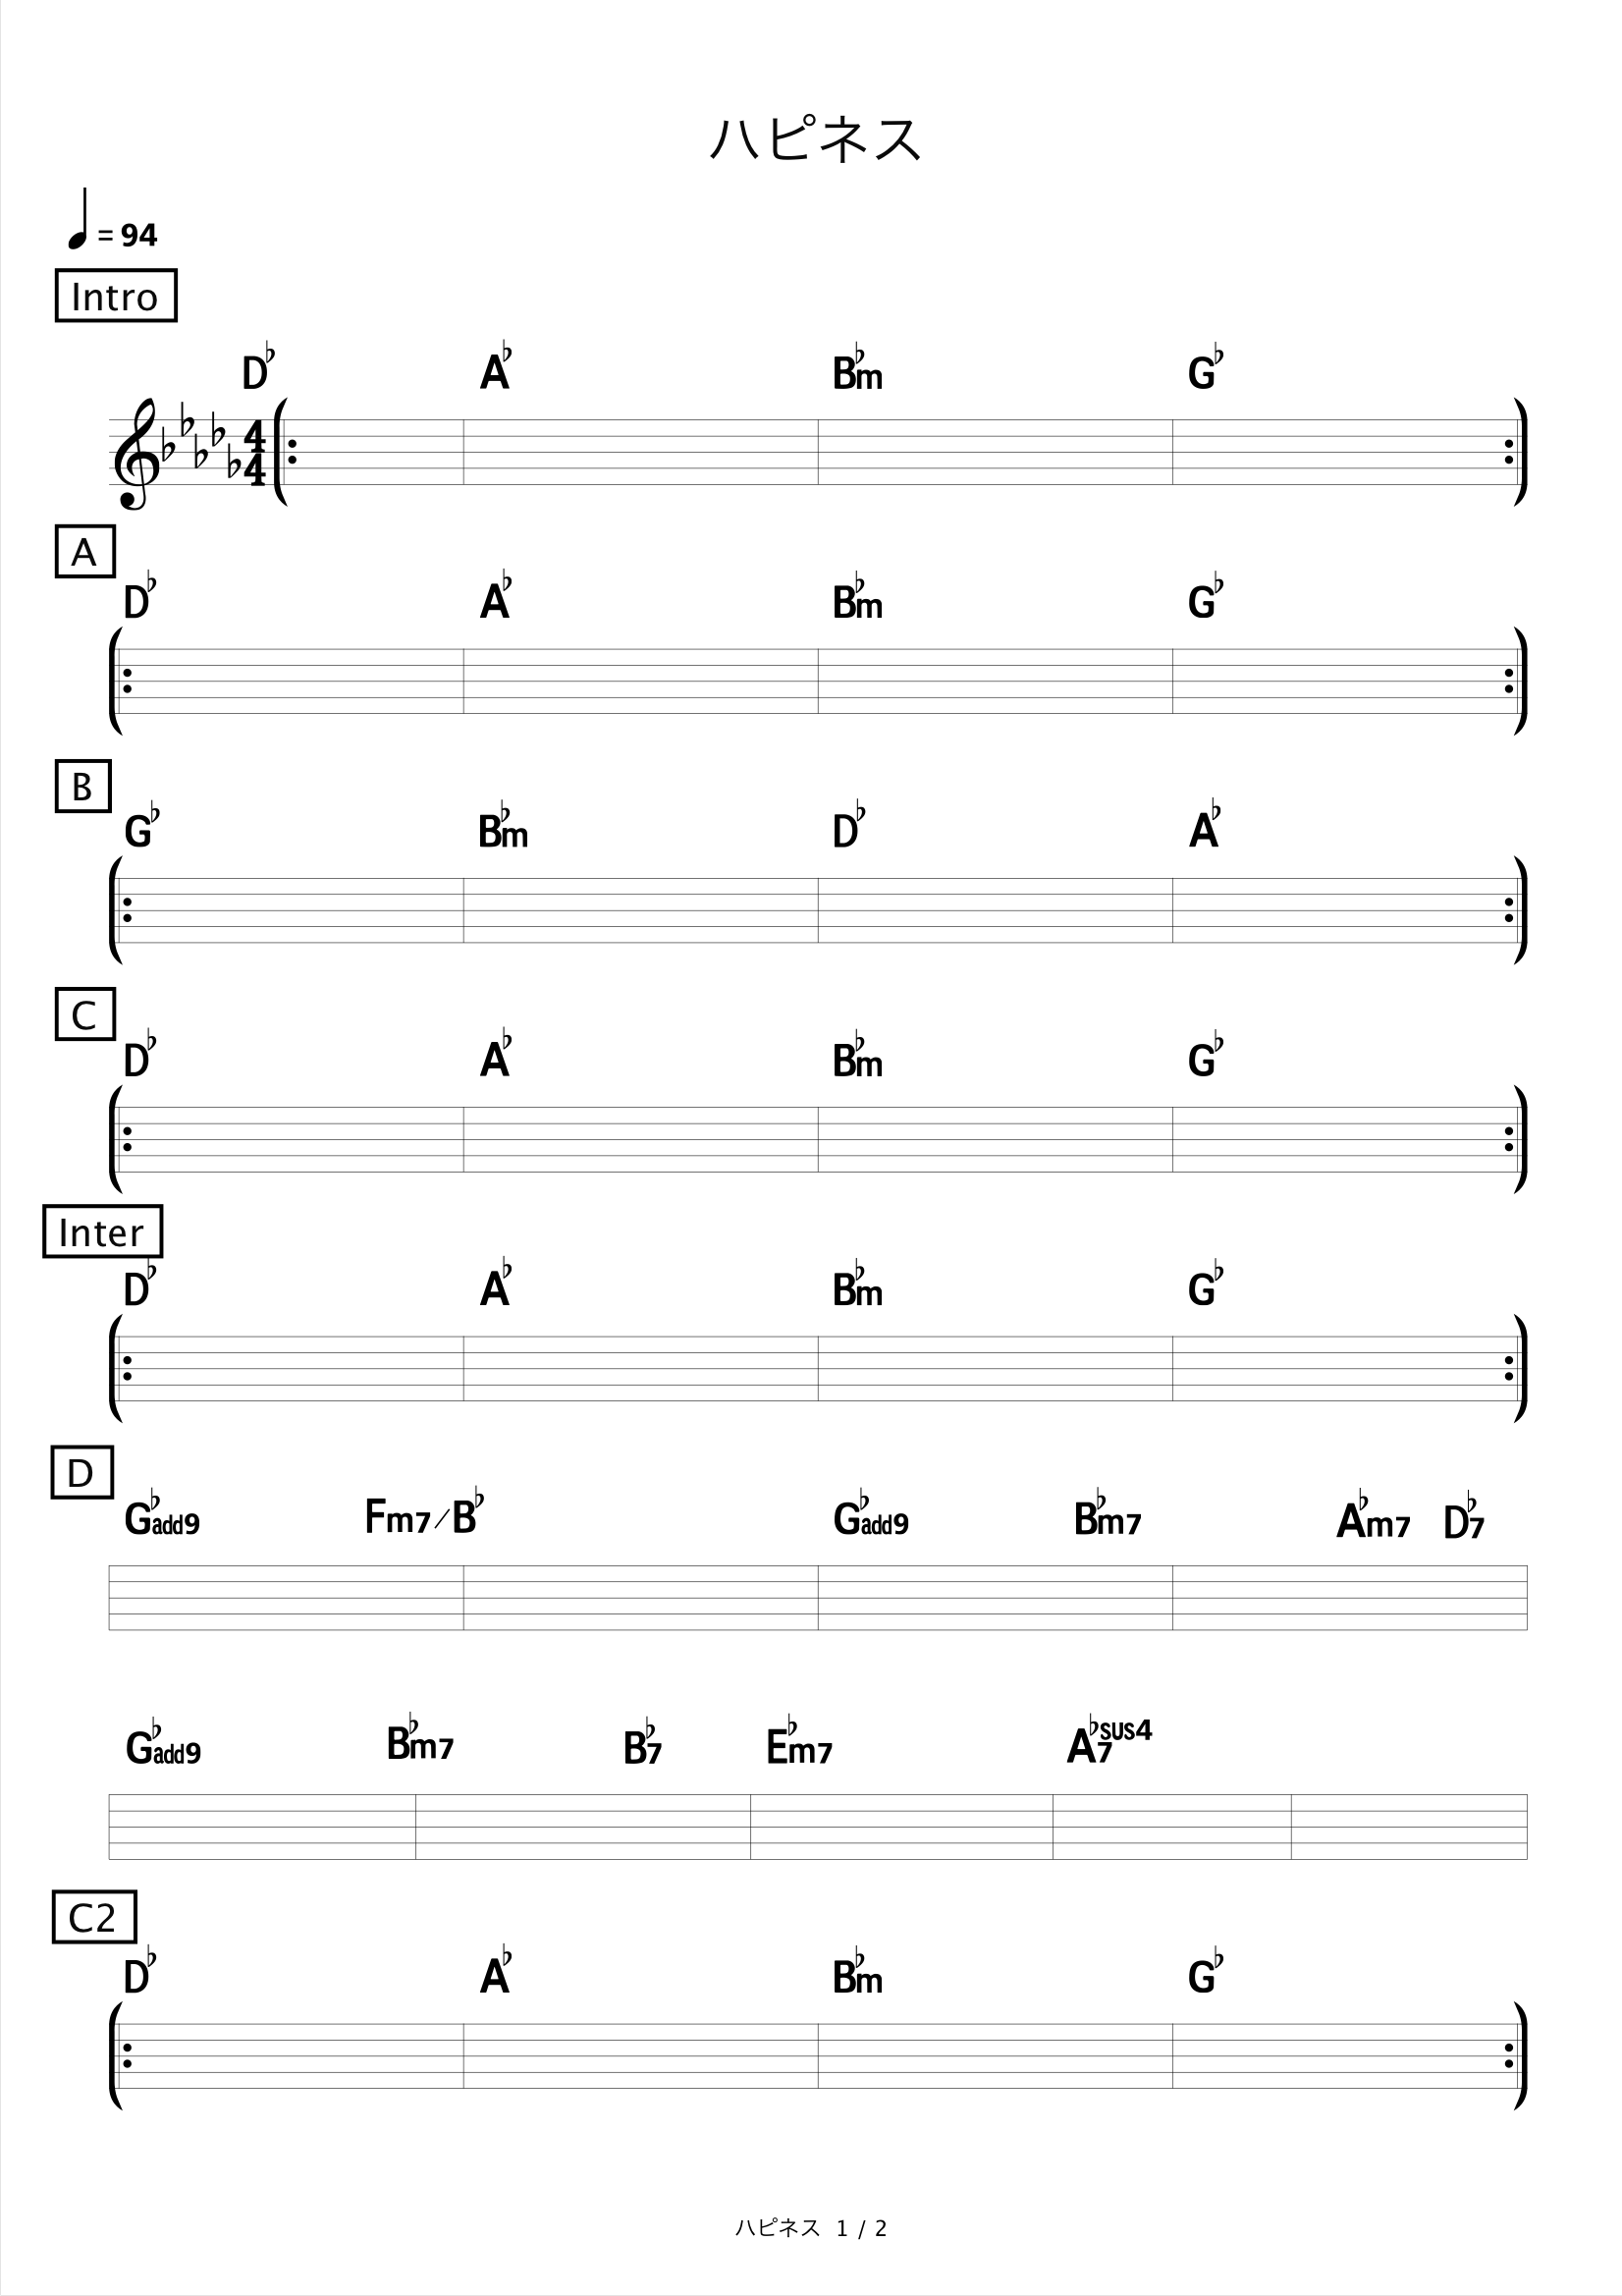 ハピネス
♩= 94
Intro
D♭ A♭ B♭m G♭
4
4
A
D♭ A♭ B♭m G♭
B
G♭ B♭m D♭ A♭
C
D♭ A♭ B♭m G♭
Inter
D♭ A♭ B♭m G♭
D
G♭add9 Fm7/B♭ G♭add9 B♭m7 A♭m7 D♭7
G♭add9 B♭m7 B♭7 E♭m7 A♭7sus4
C2
D♭ A♭ B♭m G♭
ハピネス 1 / 2